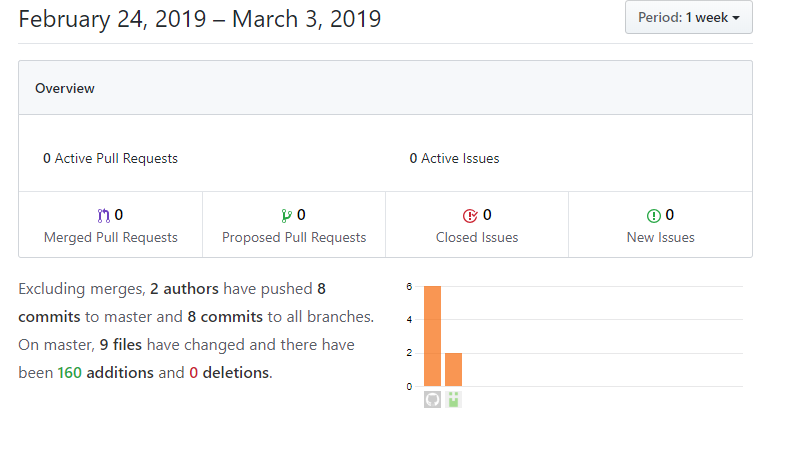 February 24, 2019 – March 3, 2019
Period: 1 week
Overview
0 Active Pull Requests
0 Active Issues
0
Merged Pull Requests
0
Proposed Pull Requests
0
Closed Issues
0
New Issues
Excluding merges, 2 authors have pushed 8
commits to master and 8 commits to all branches.
On master, 9 files have changed and there have
been 160 additions and 0 deletions.
6
4
2
0